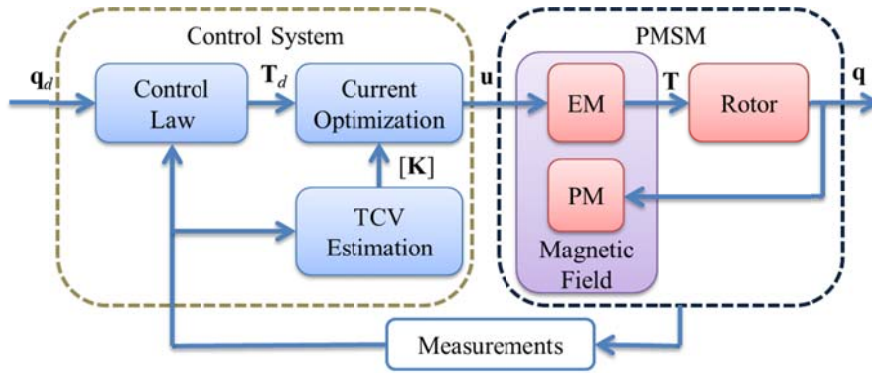 Control System
PMSM
q_d
Control
Law
T_d
Current
Optimization
u
EM
T
Rotor
q
[K]
PM
TCV
Estimation
Magnetic
Field
Measurements